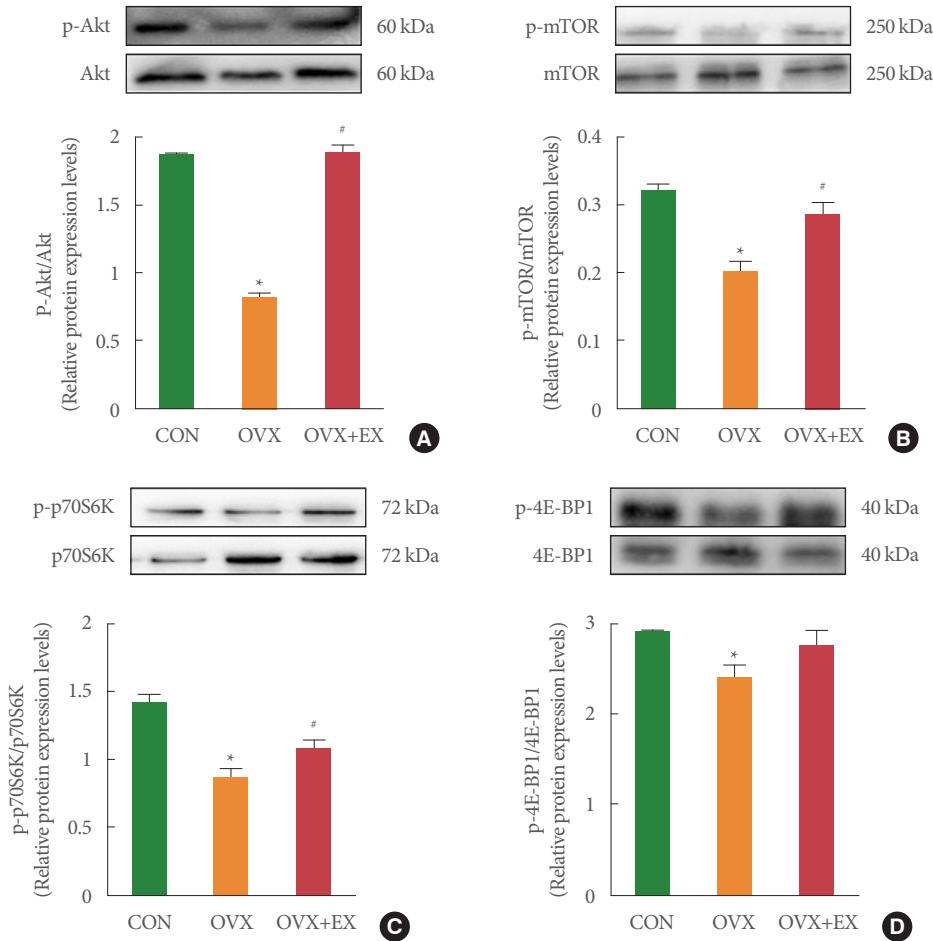 p-Akt 60 kDa
Akt 60 kDa
P-Akt/Akt
(Relative protein expression levels)
2
1.5
1
0.5
0
*
#
CON OVX OVX+EX
A
p-mTOR 250 kDa
mTOR 250 kDa
p-mTOR/mTOR
(Relative protein expression levels)
0.4
0.3
0.2
0.1
0
*
#
CON OVX OVX+EX
B
p-p70S6K 72 kDa
p70S6K 72 kDa
p-p70S6K/p70S6K
(Relative protein expression levels)
2
1.5
1
0.5
0
*
#
CON OVX OVX+EX
C
p-4E-BP1 40 kDa
4E-BP1 40 kDa
p-4E-BP1/4E-BP1
(Relative protein expression levels)
3
2
1
0
*
CON OVX OVX+EX
D